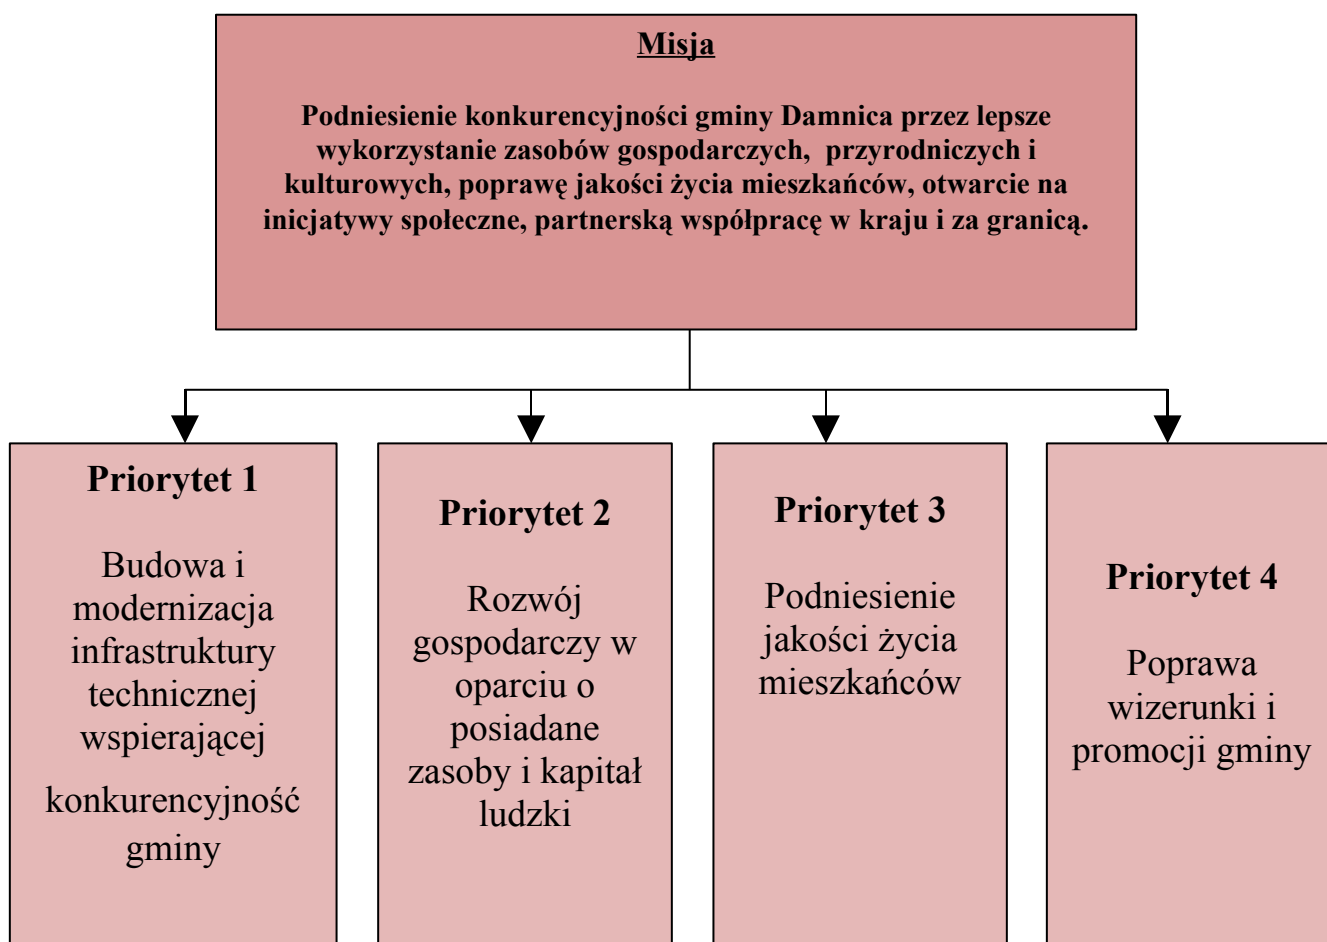 Misja
Podniesienie konkurencyjności gminy Damnica przez lepsze
wykorzystanie zasobów gospodarczych, przyrodniczych i
kulturowych, poprawę jakości życia mieszkańców, otwarcie na
inicjatywy społeczne, partnerską współpracę w kraju i za granicą.
Priorytet 1
Budowa i
modernizacja
infrastruktury
technicznej
wspierającej
konkurencyjność
gminy
Priorytet 2
Rozwój
gospodarczy w
oparciu o
posiadane
zasoby i kapitał
ludzki
Priorytet 3
Podniesienie
jakości życia
mieszkańców
Priorytet 4
Poprawa
wizerunki i
promocji gminy